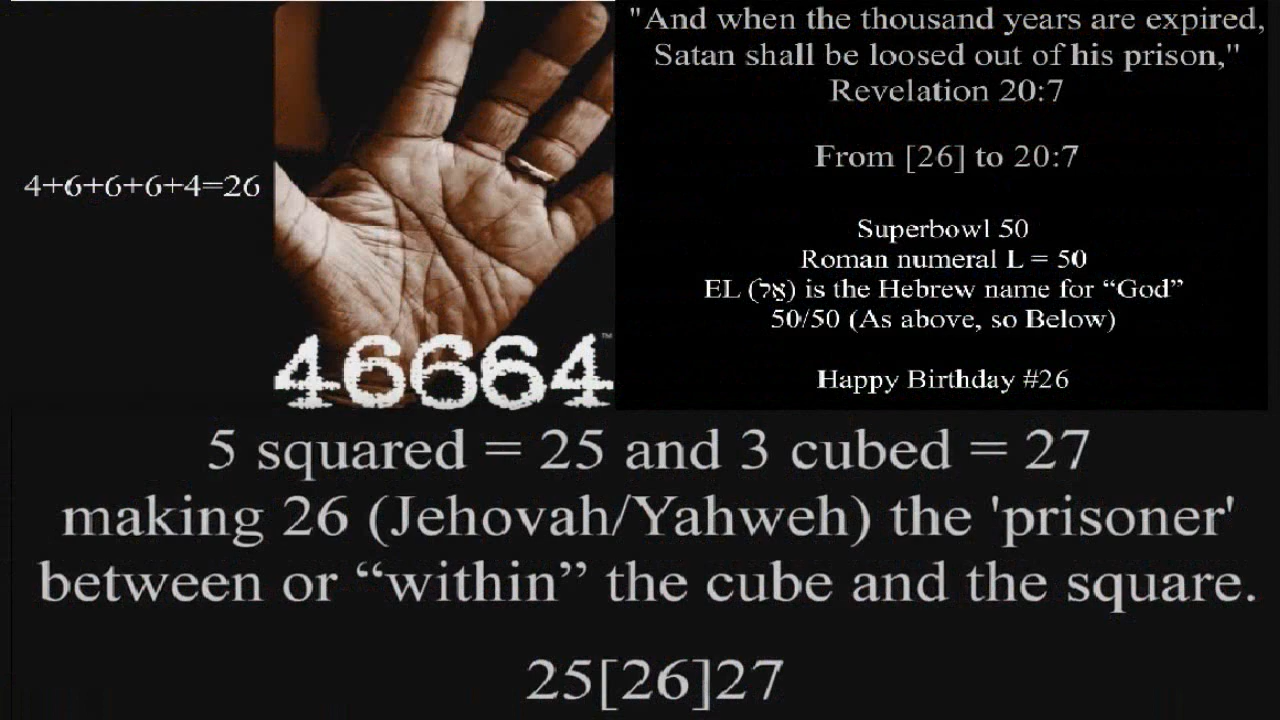 4+6+6+6+4=26
46664™
"And when the thousand years are expired,
Satan shall be loosed out of his prison,"
Revelation 20:7
From [26] to 20:7
Superbowl 50
Roman numeral L = 50
EL (אל) is the Hebrew name for “God”
50/50 (As above, so Below)
Happy Birthday #26
5 squared = 25 and 3 cubed = 27
making 26 (Jehovah/Yahweh) the 'prisoner'
between or “within” the cube and the square.
25[26]27